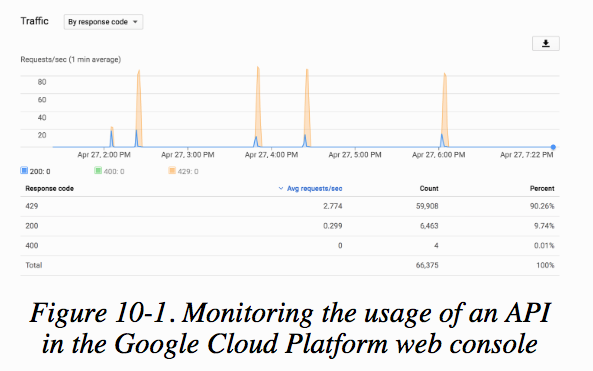 Traffic By response code
Requests/sec (1 min average)
80
60
40
20
Apr 27, 2:00 PM Apr 27, 3:00 PM Apr 27, 4:00 PM Apr 27, 5:00 PM Apr 27, 6:00 PM Apr 27, 7:22 PM
200: 0 400: 0 429: 0
Response code Avg requests/sec Count Percent
429 2.774 59,908 90.26%
200 0.299 6,463 9.74%
400 0 4 0.01%
Total 66,375 100%
Figure 10-1. Monitoring the usage of an API
in the Google Cloud Platform web console